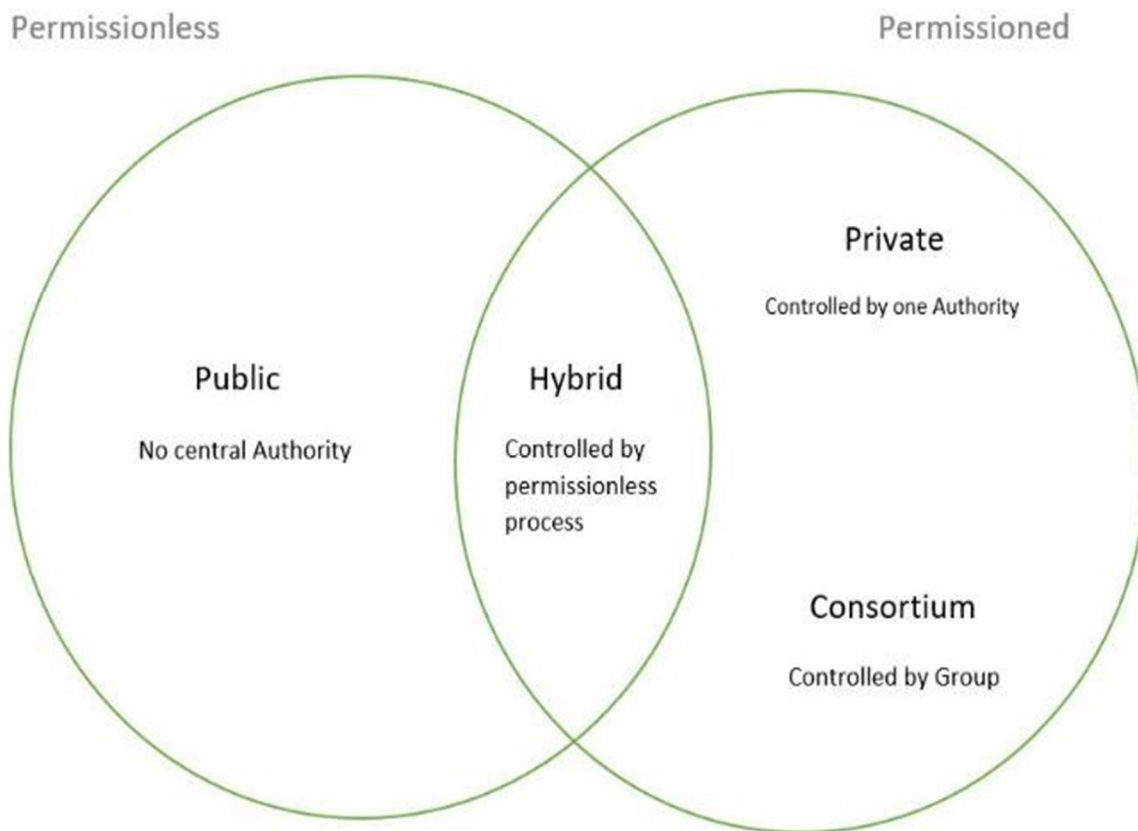 Permissionless
Permissioned
Public
No central Authority
Hybrid
Controlled by
permissionless
process
Private
Controlled by one Authority
Consortium
Controlled by Group